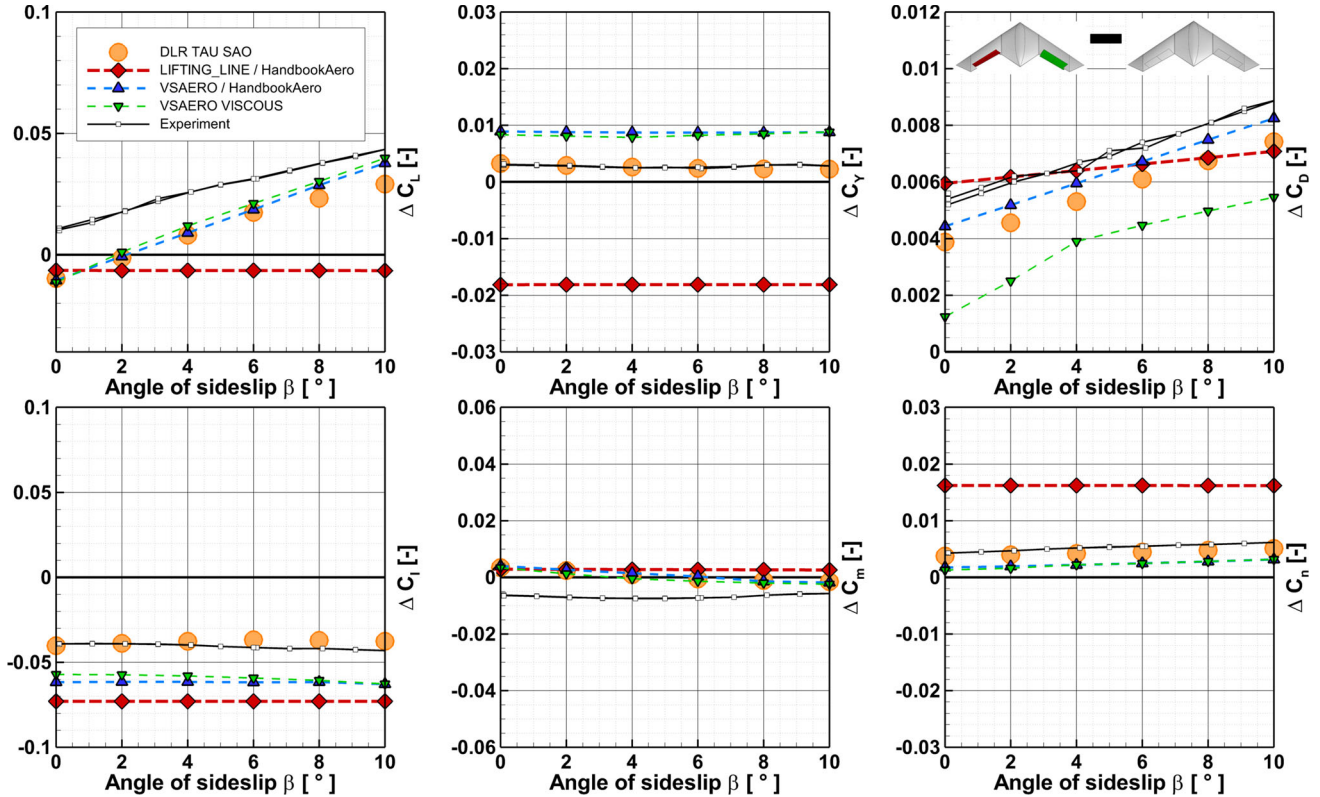 0.1
0.05
0
0 2 4 6 8 10
Angle of sideslip β [ ° ]
Δ C_L [-]
DLR TAU SAO
LIFTING_LINE / HandbookAero
VSAERO / HandbookAero
VSAERO VISCOUS
Experiment
0.03
0.02
0.01
0
-0.01
-0.02
-0.03
0 2 4 6 8 10
Angle of sideslip β [ ° ]
Δ C_Y [-]
0.012
0.01
0.008
0.006
0.004
0.002
0
0 2 4 6 8 10
Angle of sideslip β [ ° ]
Δ C_D [-]
0.1
0.05
0
-0.05
-0.1
0 2 4 6 8 10
Angle of sideslip β [ ° ]
Δ C_l [-]
0.06
0.04
0.02
0
-0.02
-0.04
-0.06
0 2 4 6 8 10
Angle of sideslip β [ ° ]
Δ C_m [-]
0.03
0.02
0.01
0
-0.01
-0.02
-0.03
0 2 4 6 8 10
Angle of sideslip β [ ° ]
Δ C_n [-]